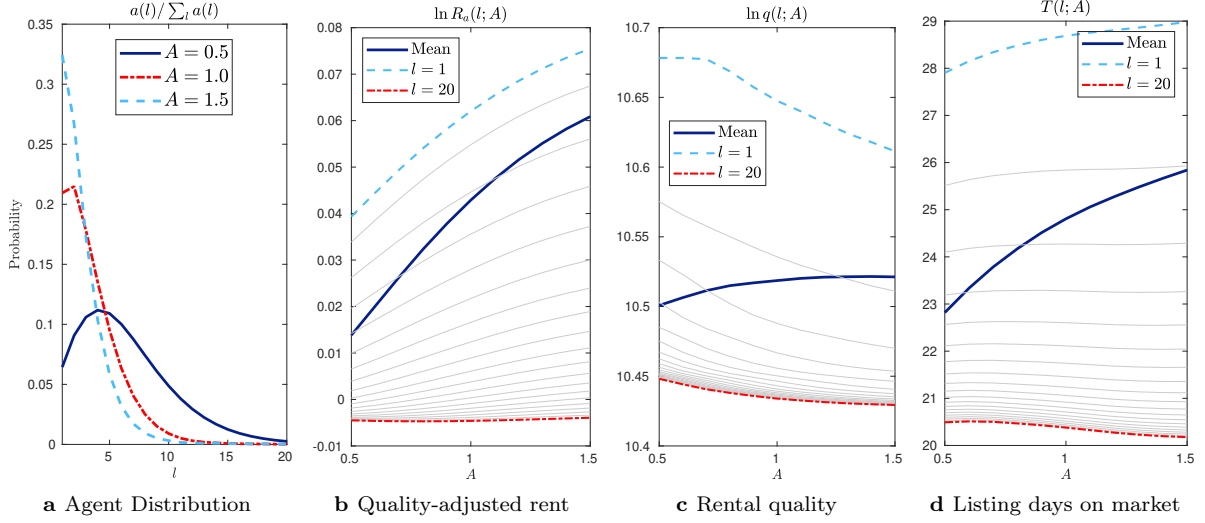 a(l)/ ∑_l a(l)
0.35
0.3
0.25
0.2
0.15
0.1
0.05
0
Probability
5
10
15
20
l
A = 0.5
A = 1.0
A = 1.5
a Agent Distribution
ln R_a(l; A)
0.08
0.07
0.06
0.05
0.04
0.03
0.02
0.01
0
-0.01
0.5
1
1.5
A
Mean
l = 1
l = 20
b Quality-adjusted rent
ln q(l; A)
10.7
10.65
10.6
10.55
10.5
10.45
10.4
0.5
1
1.5
A
Mean
l = 1
l = 20
c Rental quality
T(l; A)
29
28
27
26
25
24
23
22
21
20
0.5
1
1.5
A
Mean
l = 1
l = 20
d Listing days on market